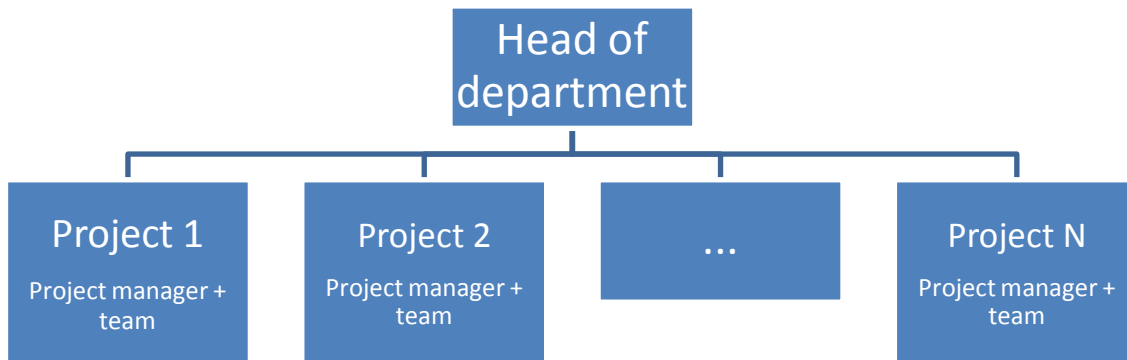 Head of
department
Project 1
Project manager +
team
Project 2
Project manager +
team
...
Project N
Project manager +
team